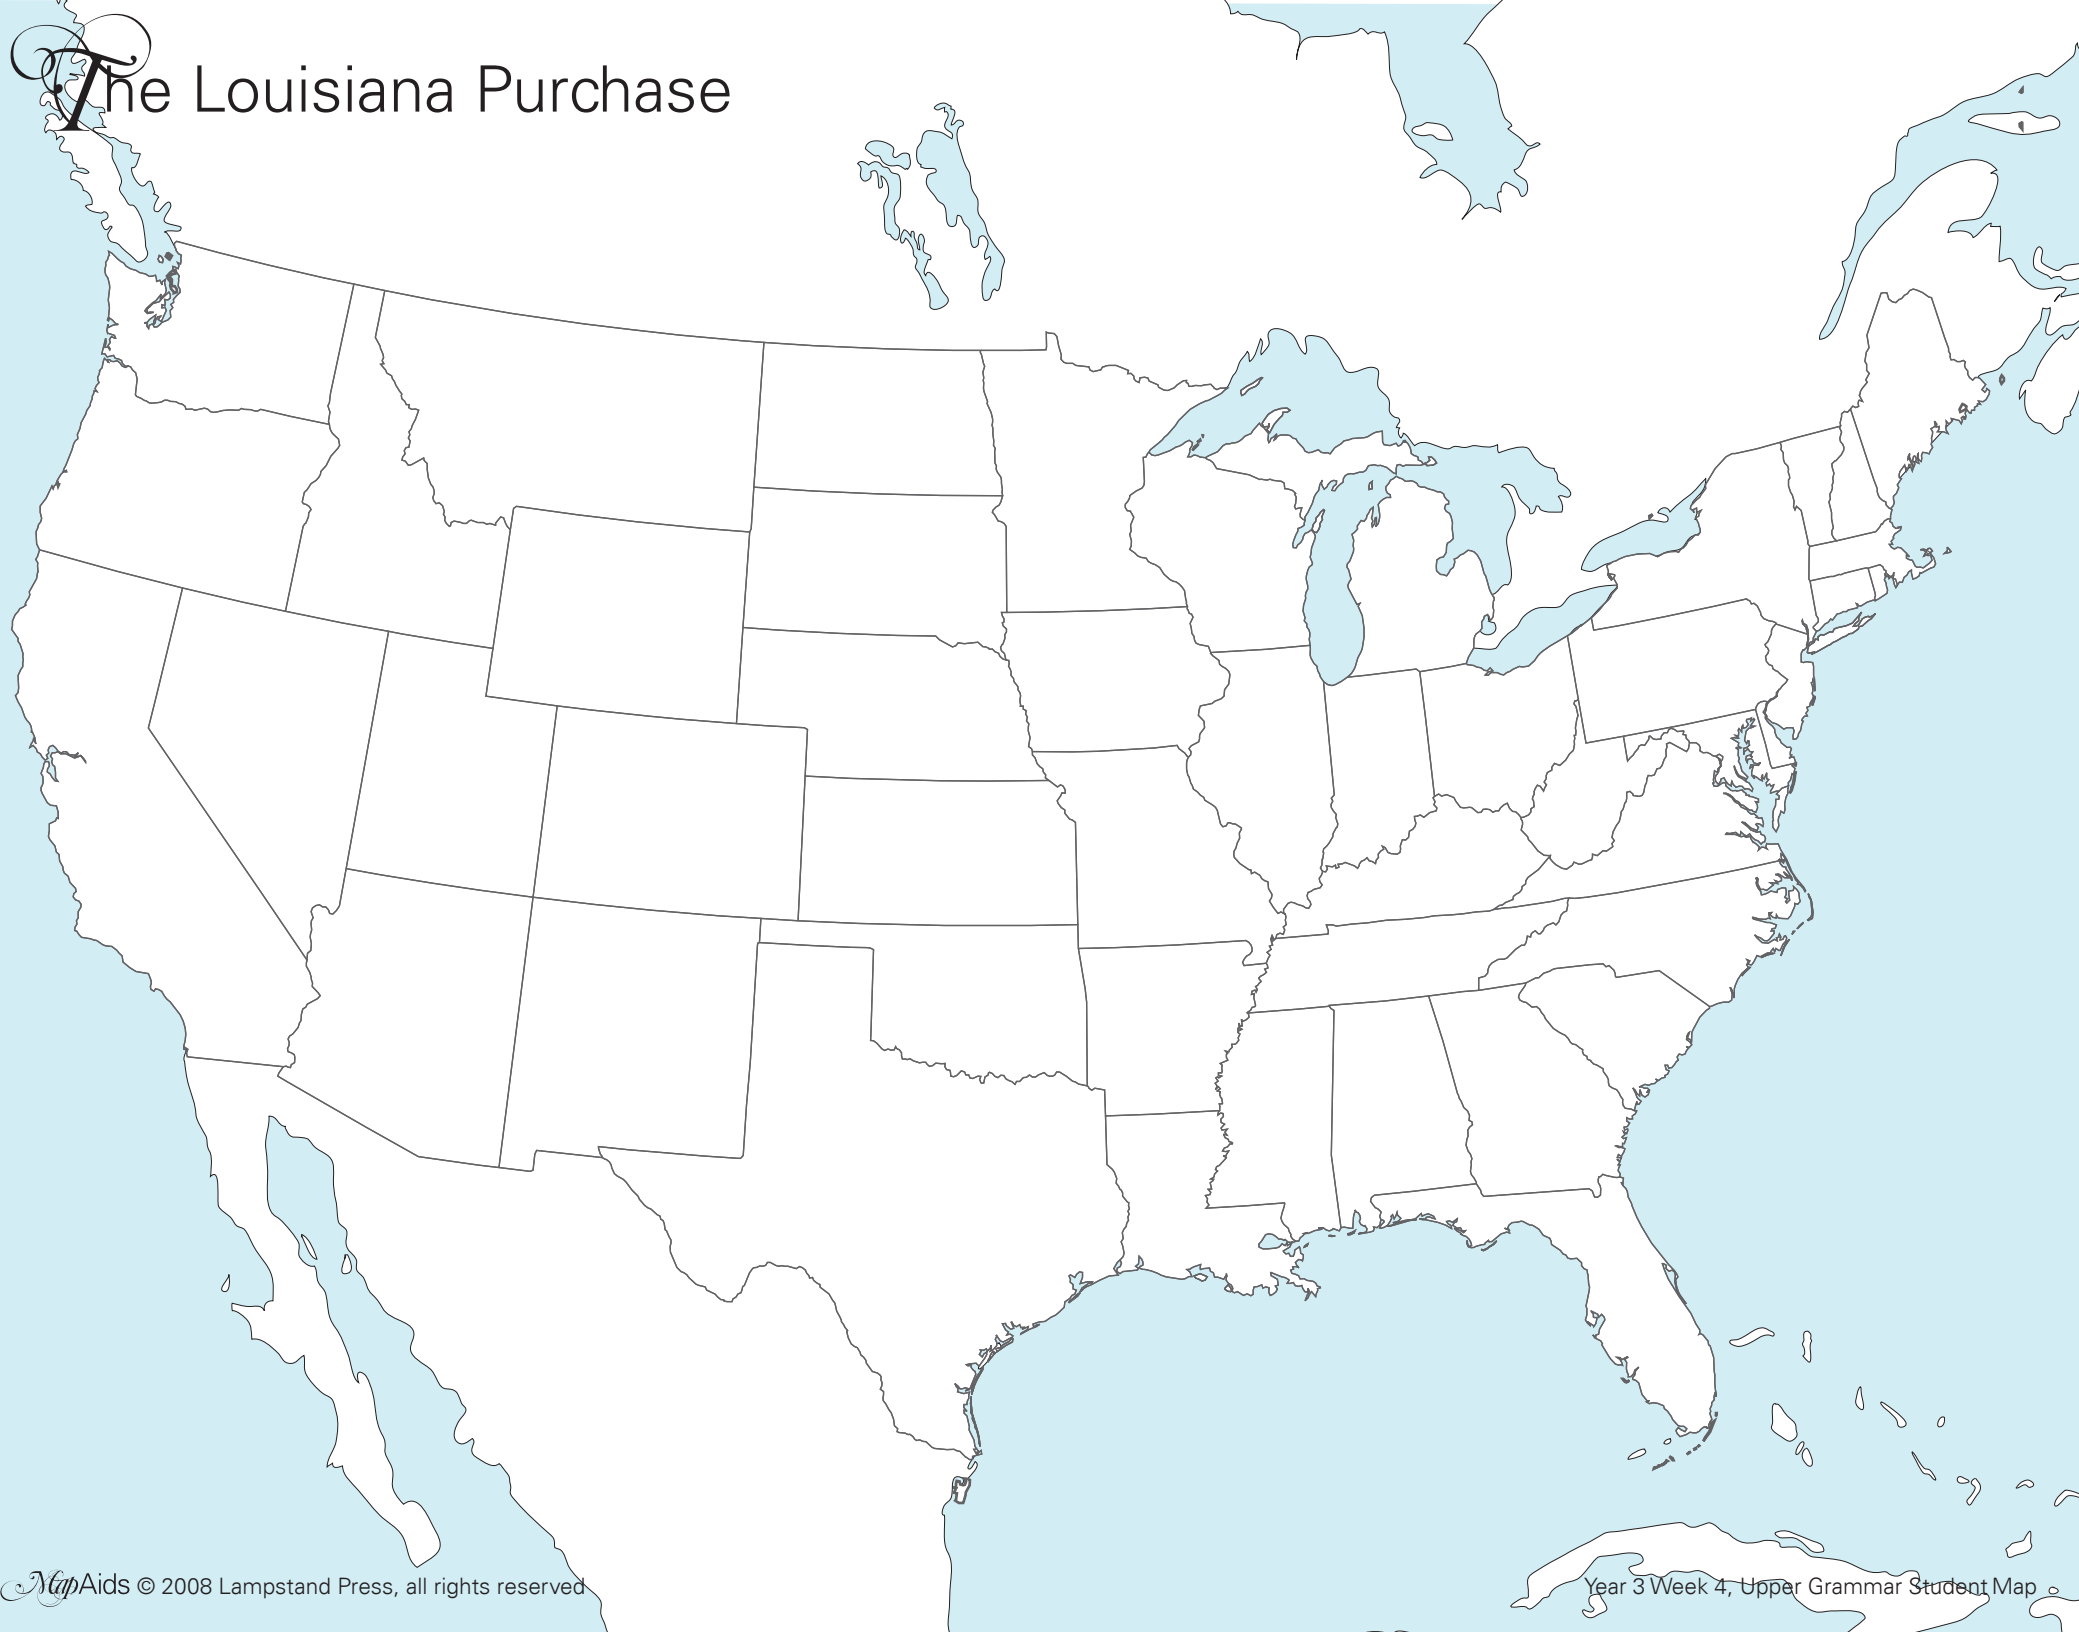 The Louisiana Purchase
MapAids © 2008 Lampstand Press, all rights reserved
Year 3 Week 4, Upper Grammar Student Map